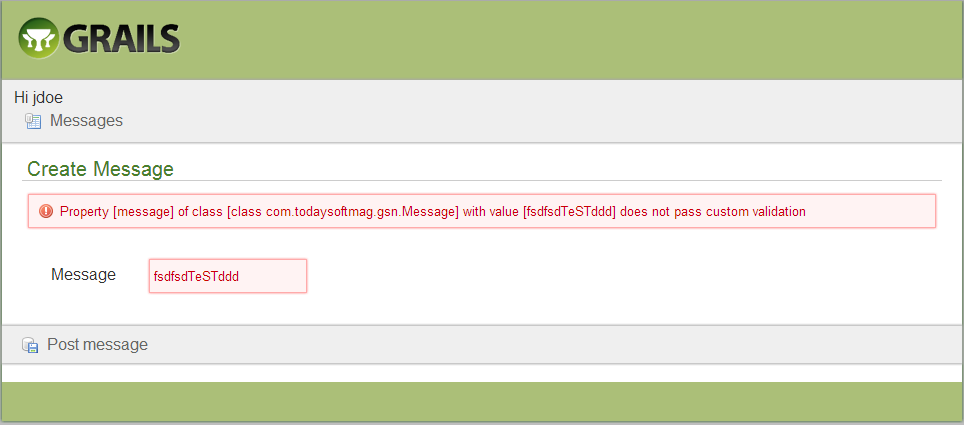 GRAILS
Hi jdoe
Messages
Create Message
Property [message] of class [class com.todaysoftmag.gsn.Message] with value [fsdfsdTeSTddd] does not pass custom validation
Message fsdfsdTeSTddd
Post message